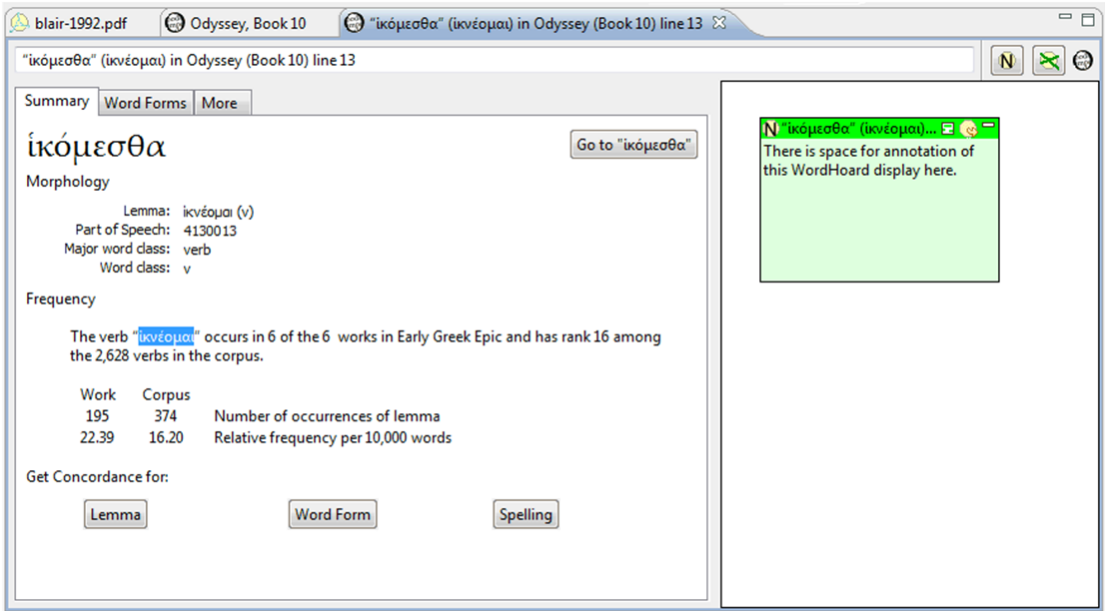 blair-1992.pdf
Odyssey, Book 10
"ἱκόμεσθα" (ἱκνέομαι) in Odyssey (Book 10) line 13
"ἱκόμεσθα" (ἱκνέομαι) in Odyssey (Book 10) line 13
N
Summary
Word Forms
More
ἱκόμεσθα
Go to "ἱκόμεσθα"
Morphology
Lemma: ἱκνέομαι (v)
Part of Speech: 4130013
Major word class: verb
Word class: v
Frequency
The verb "ἱκνέομαι" occurs in 6 of the 6 works in Early Greek Epic and has rank 16 among
the 2,628 verbs in the corpus.
Work Corpus
195 374 Number of occurrences of lemma
22.39 16.20 Relative frequency per 10,000 words
Get Concordance for:
Lemma
Word Form
Spelling
N "ἱκόμεσθα" (ἱκνέομαι)...
There is space for annotation of
this WordHoard display here.